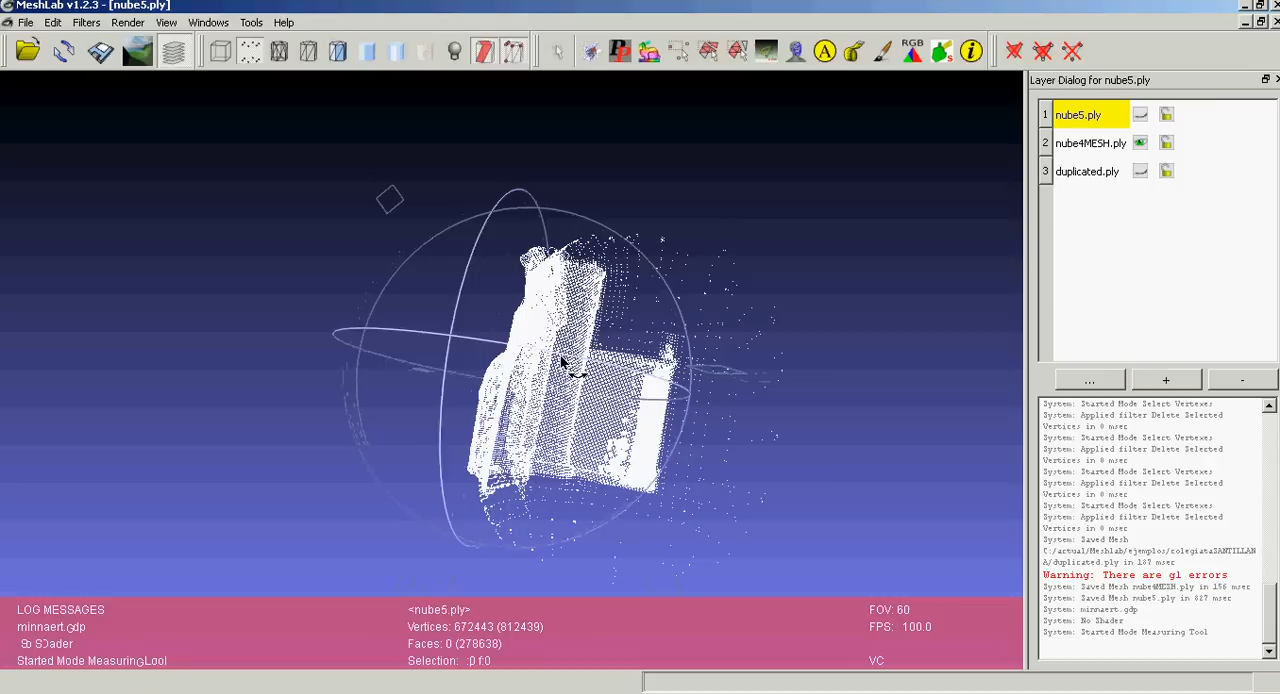 MeshLab v1.2.3 - [nube5.ply]
File Edit Filters Render View Windows Tools Help
A RGB s i
Layer Dialog for nube5.ply
1 nube5.ply
2 nube4MESH.ply
3 duplicated.ply
... + -
System: Started Mode Select Vertexes
System: Applied filter Delete Selected
Vertices in 0 msec
System: Started Mode Select Vertexes
System: Applied filter Delete Selected
Vertices in 0 msec
System: Started Mode Select Vertexes
System: Applied filter Delete Selected
Vertices in 0 msec
System: Started Mode Select Vertexes
System: Applied filter Delete Selected
Vertices in 0 msec
System: Saved Mesh
C:/actual/Meshlab/ejemplos/colegiataSANTILLAN
A/duplicated.ply in 187 msec
Warning: There are gl errors
System: Saved Mesh nube4MESH.ply in 156 msec
System: Saved Mesh nube5.ply in 827 msec
System: minnaert.gdp
System: No Shader
System: Started Mode Measuring Tool
LOG MESSAGES
minnaert.gdp
Started Mode Measuring
<nube5.ply>
Vertices: 672443 (812439)
Faces: 0 (278638)
Selection:
FOV: 60
FPS: 100.0
VC